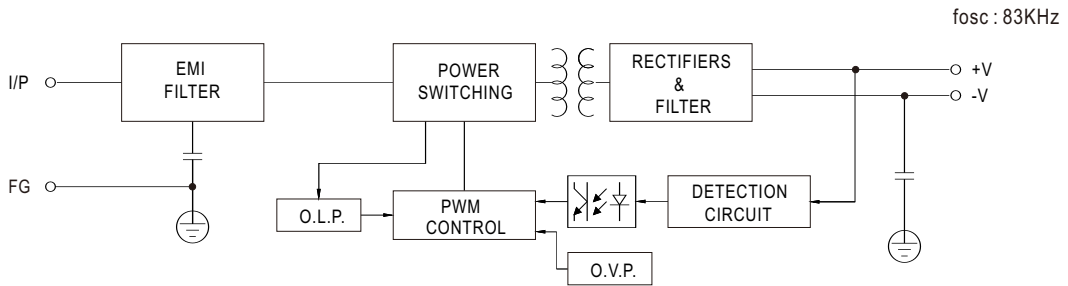 fosc : 83KHz
I/P
EMI
FILTER
POWER
SWITCHING
RECTIFIERS
&
FILTER
+V
-V
FG
O.L.P.
PWM
CONTROL
DETECTION
CIRCUIT
O.V.P.